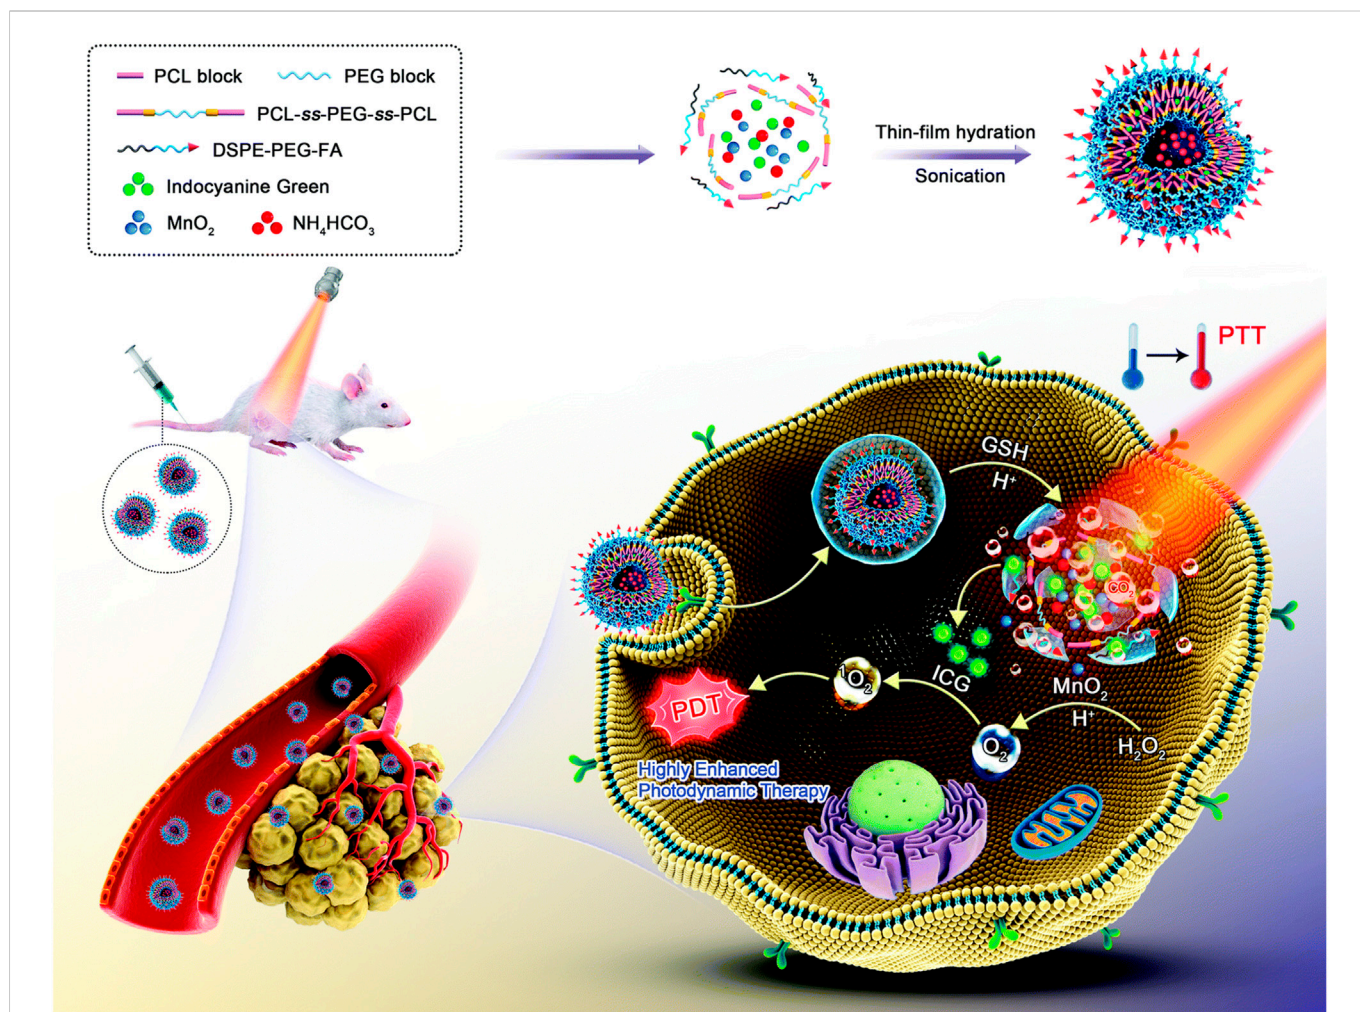 PCL block
PEG block
PCL-ss-PEG-ss-PCL
DSPE-PEG-FA
Indocyanine Green
MnO₂
NH₄HCO₃
Thin-film hydration
Sonication
PTT
GSH
H⁺
CO₂
ICG
MnO₂
H⁺
H₂O₂
O₂
¹O₂
PDT
Highly Enhanced
Photodynamic Therapy